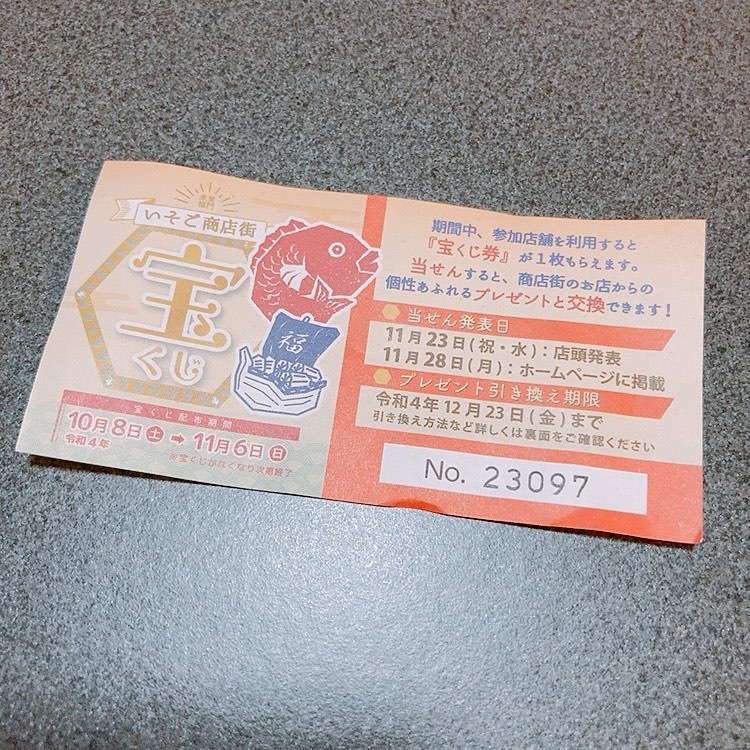 笑門
来福
いそご商店街
宝
くじ
福
宝くじ配布期間
10月8日(土)➡11月6日(日)
令和4年
※宝くじがなくなり次第終了
期間中、参加店舗を利用すると
『宝くじ券』が1枚もらえます。
当せんすると、商店街のお店からの
個性あふれるプレゼントと交換できます!
当せん発表日
11月23日(祝・水):店頭発表
11月28日(月):ホームページに掲載
プレゼント引き換え期限
令和4年12月23日(金)まで
引き換え方法など詳しくは裏面をご確認ください
No. 23097